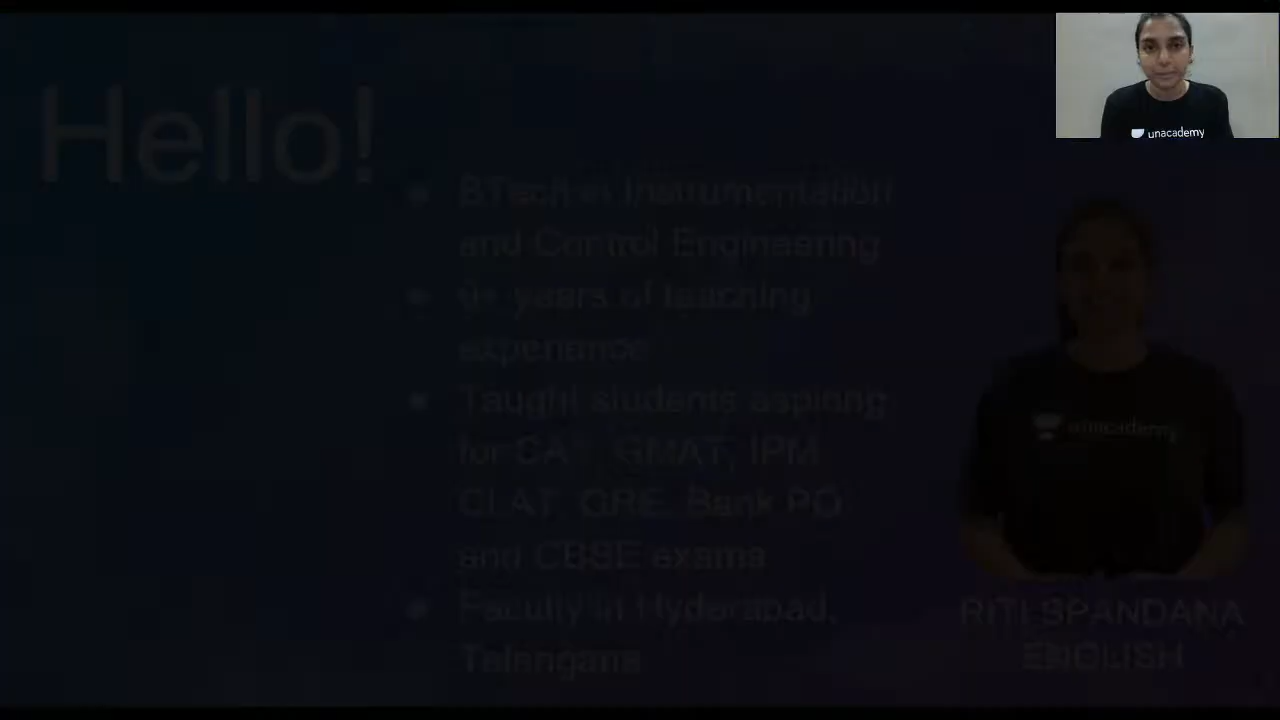 Hello!
unacademy
BTech in Instrumentation
and Control Engineering
years of teaching
experience
Taught students aspiring
for CAT, GMAT, IPM
CLAT, GRE, Bank PO
and CBSE exams
Faculty in Hyderabad,
Telangana
unacademy
RITI SPANDANA
ENGLISH